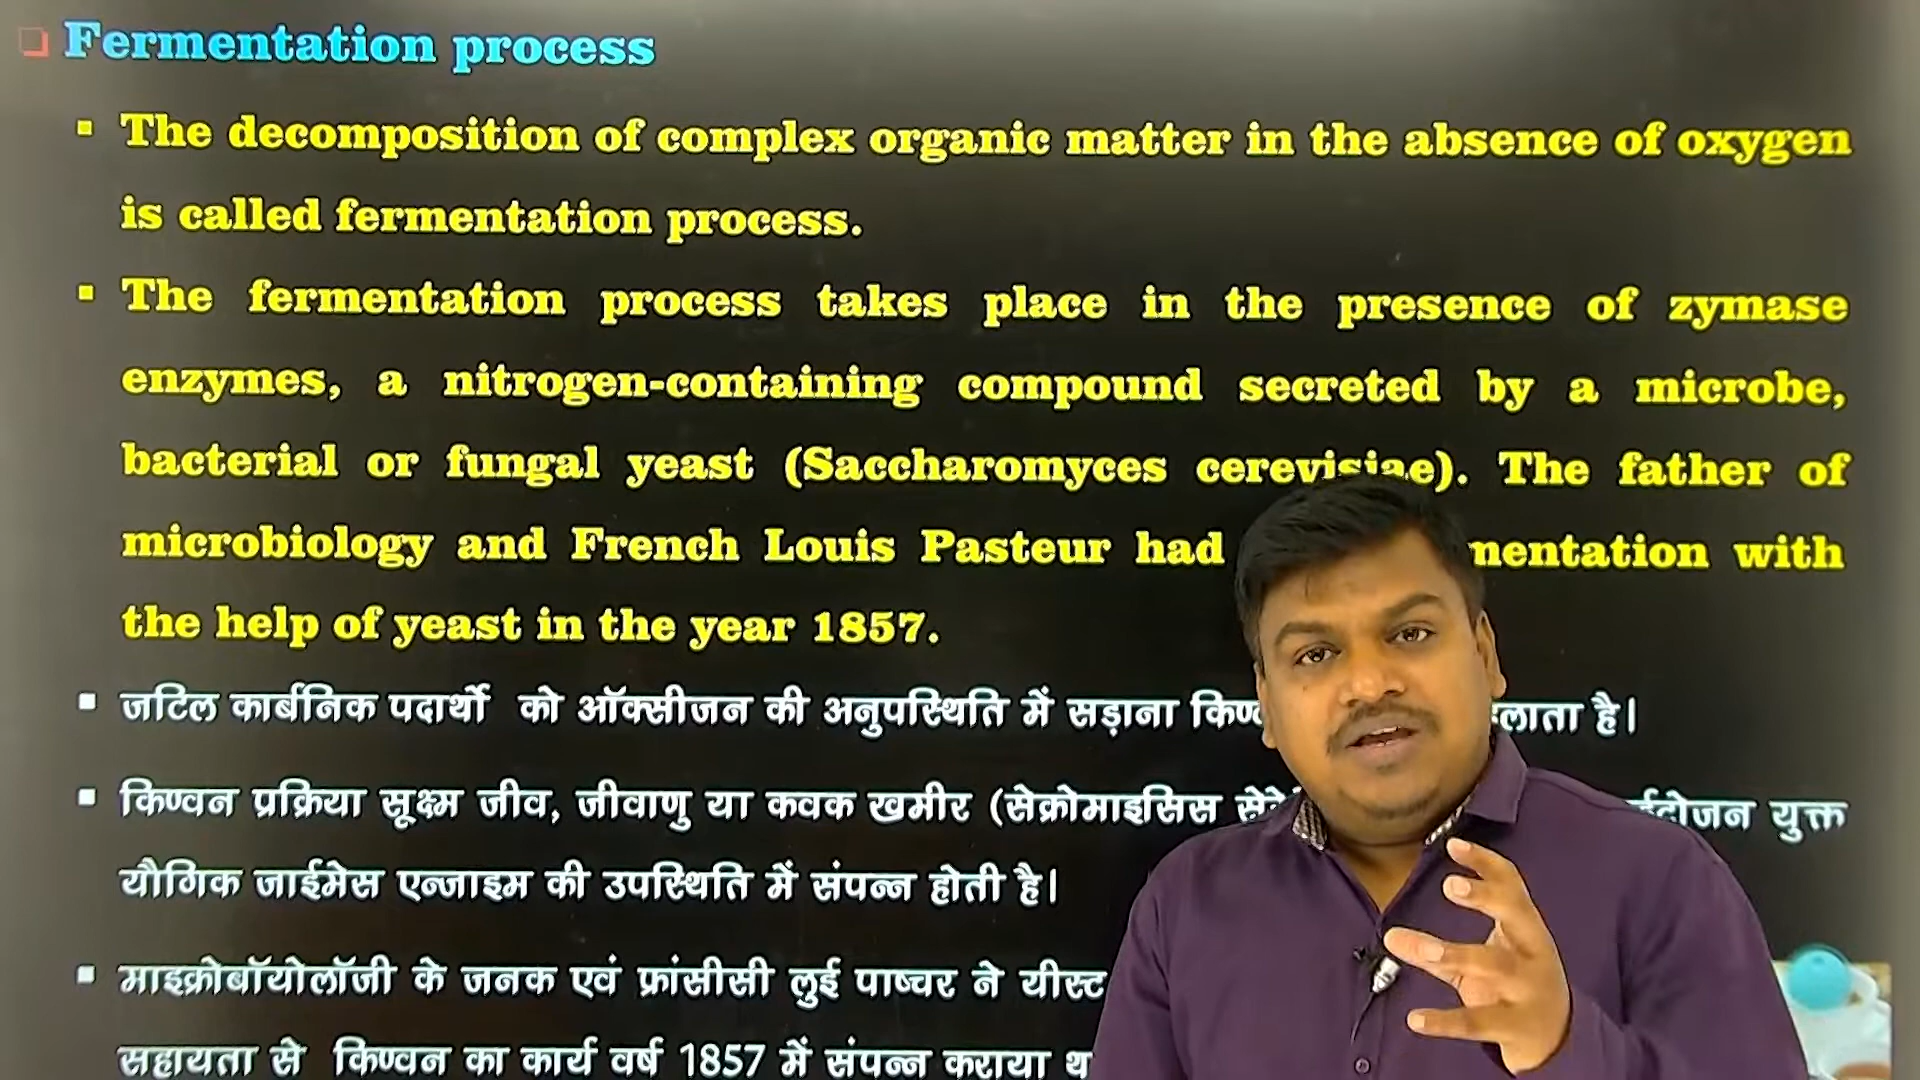 Fermentation process
The decomposition of complex organic matter in the absence of oxygen
is called fermentation process.
The fermentation process takes place in the presence of zymase
enzymes, a nitrogen-containing compound secreted by a microbe,
bacterial or fungal yeast (Saccharomyces cerevisiae). The father of
microbiology and French Louis Pasteur had
with
the help of yeast in the year 1857.
जटिल कार्बनिक पदार्थो को ऑक्सीजन की अनुपस्थिति में सड़ाना है।
किण्वन प्रक्रिया सूक्ष्म जीव, जीवाणु या कवक खमीर (सेक्रोमाइसिस युक्त
यौगिक जाईमेस एन्जाइम की उपस्थिति में संपन्न होती है।
माइक्रोबॉयोलॉजी के जनक एवं फ्रांसीसी लुई पाष्चर ने यीस्ट
सहायता से किण्वन का कार्य वर्ष 1857 में संपन्न कराया